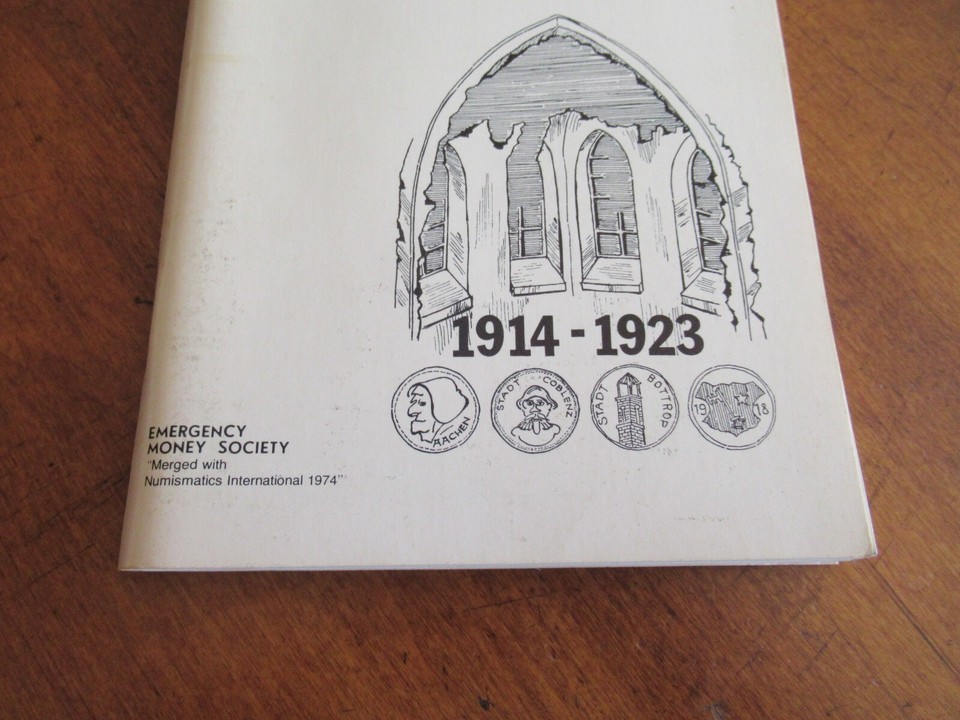 1914 - 1923
AACHEN
STADT COBLENZ
STADT BOTTROP
19 18
EMERGENCY
MONEY SOCIETY
"Merged with
Numismatics International 1974"